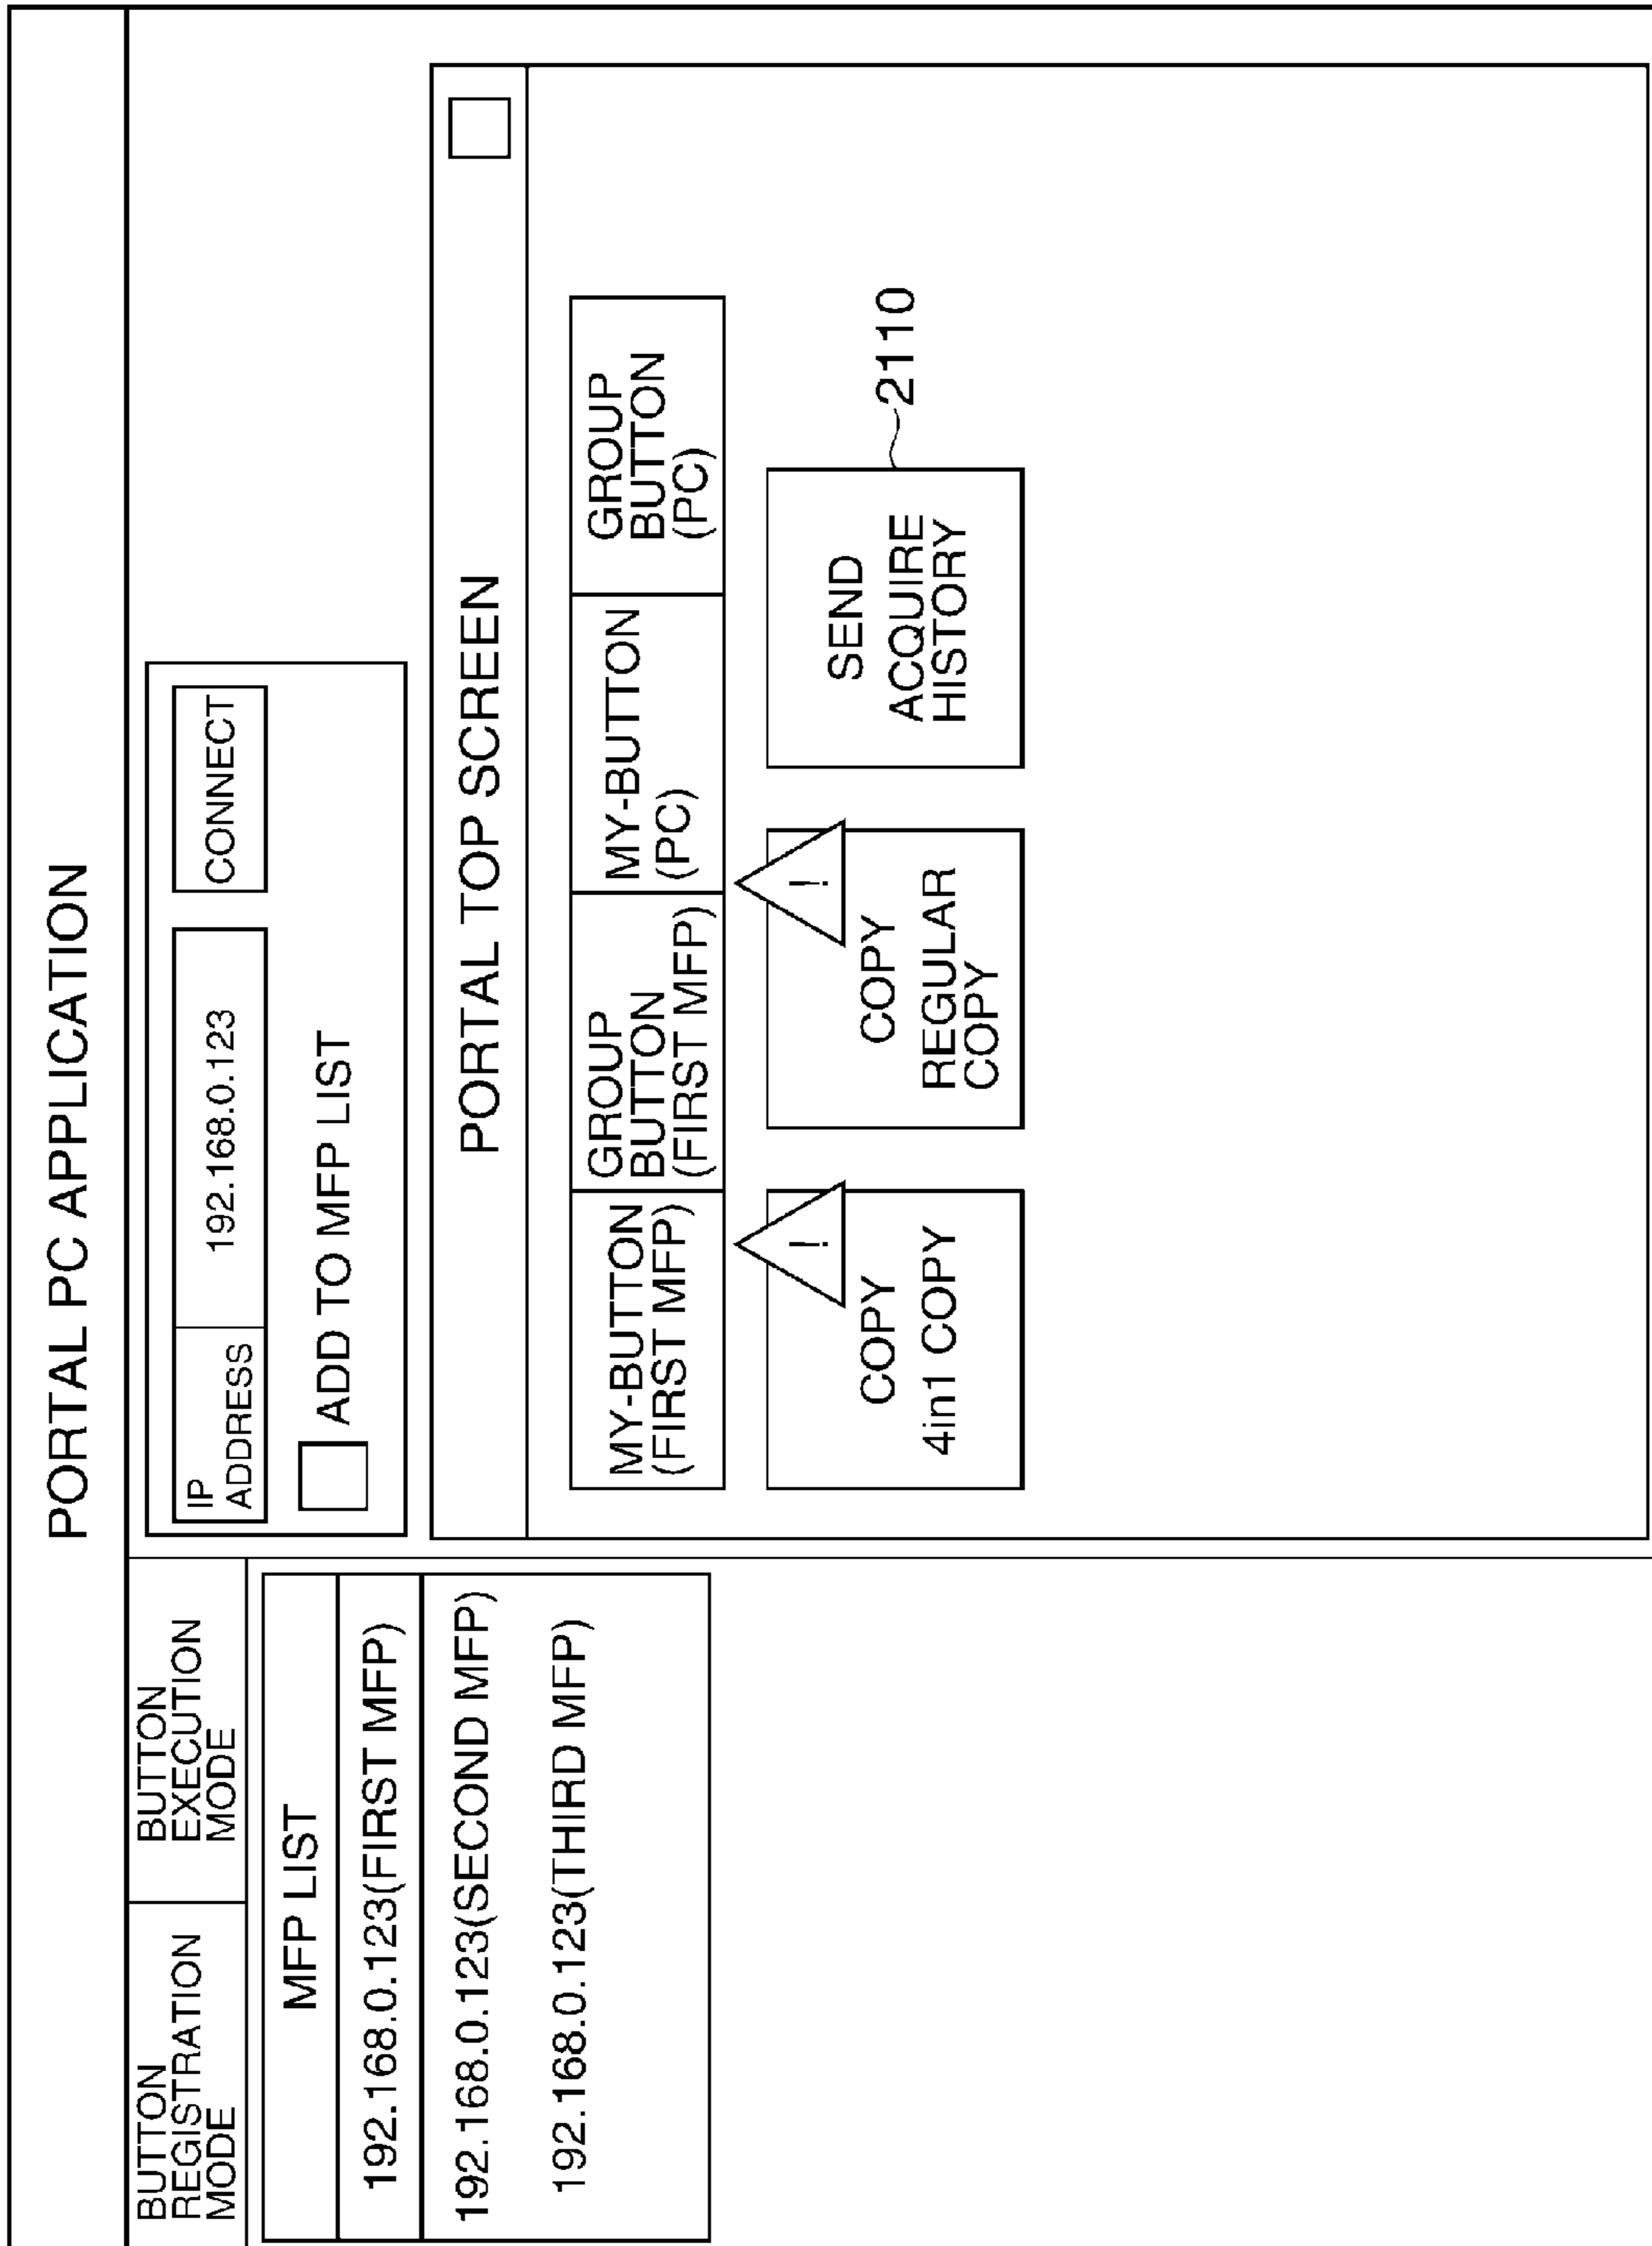 PORTAL PC APPLICATION
BUTTON
REGISTRATION
MODE
BUTTON
EXECUTION
MODE
MFP LIST
192.168.0.123(FIRST MFP)
192.168.0.123(SECOND MFP)
192.168.0.123(THIRD MFP)
IP
ADDRESS
192.168.0.123
CONNECT
ADD TO MFP LIST
PORTAL TOP SCREEN
MY-BUTTON
(FIRST MFP)
GROUP
BUTTON
(FIRST MFP)
MY-BUTTON
(PC)
GROUP
BUTTON
(PC)
!
COPY
4in1 COPY
!
COPY
REGULAR
COPY
SEND
ACQUIRE
HISTORY
2110